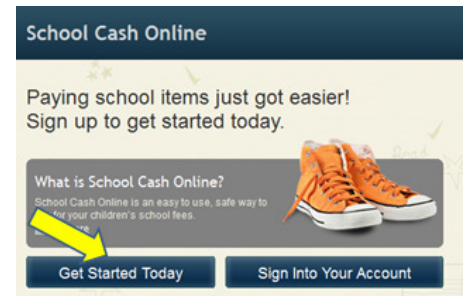 School Cash Online
Paying school items just got easier!
Sign up to get started today.
What is School Cash Online?
School Cash Online is an easy to use, safe way to
for your children's school fees.
Get Started Today
Sign Into Your Account